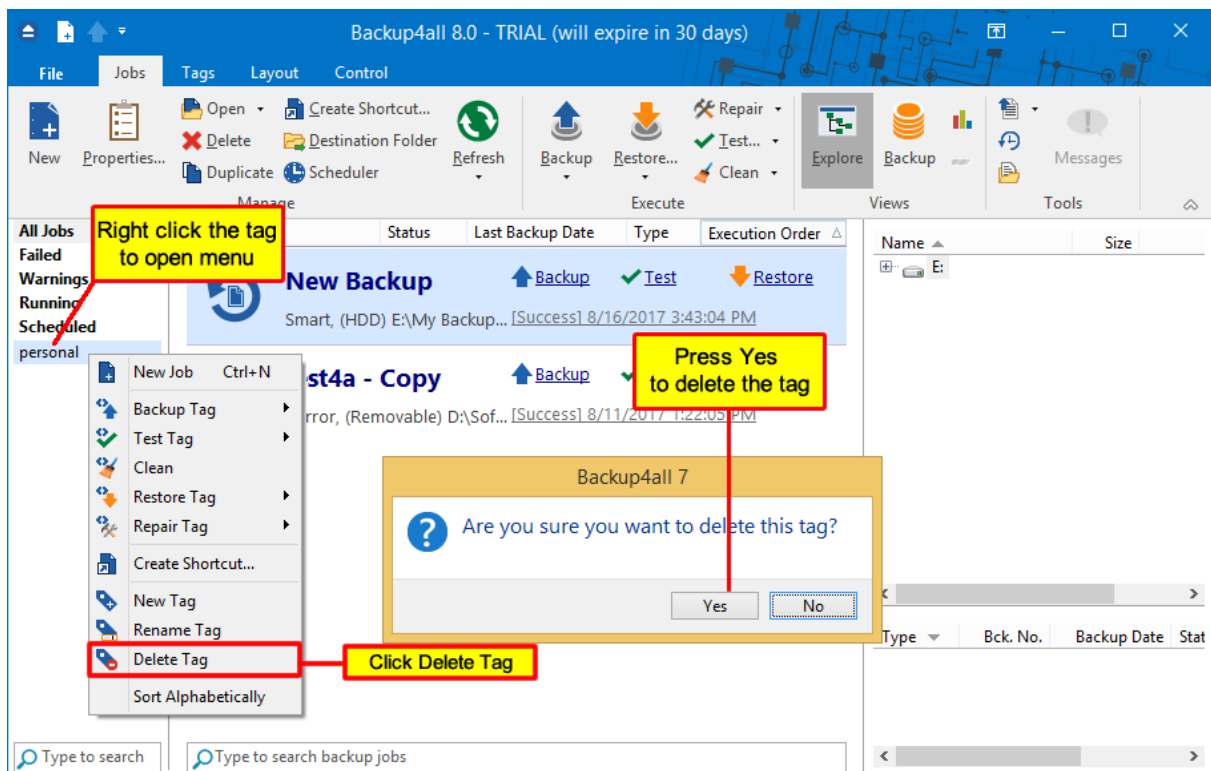 Backup4all 8.0 - TRIAL (will expire in 30 days)
File Jobs Tags Layout Control
New
Properties...
Open
Delete
Duplicate
Create Shortcut...
Destination Folder
Scheduler
Refresh
Manage
Backup
Restore...
Repair
Test...
Clean
Execute
Explore
Backup
Views
Messages
Tools
All Jobs
Failed
Warnings
Running
Scheduled
personal
Right click the tag
to open menu
Status Last Backup Date Type Execution Order
New Backup Backup Test Restore
Smart, (HDD) E:\My Backup... [Success] 8/16/2017 3:43:04 PM
st4a - Copy Backup
rror, (Removable) D:\Sof... [Success] 8/11/2017 1:22:05 PM
Press Yes
to delete the tag
New Job Ctrl+N
Backup Tag
Test Tag
Clean
Restore Tag
Repair Tag
Create Shortcut...
New Tag
Rename Tag
Delete Tag
Sort Alphabetically
Click Delete Tag
Backup4all 7
Are you sure you want to delete this tag?
Yes No
Name Size
E:
Type Bck. No. Backup Date Stat
Type to search
Type to search backup jobs